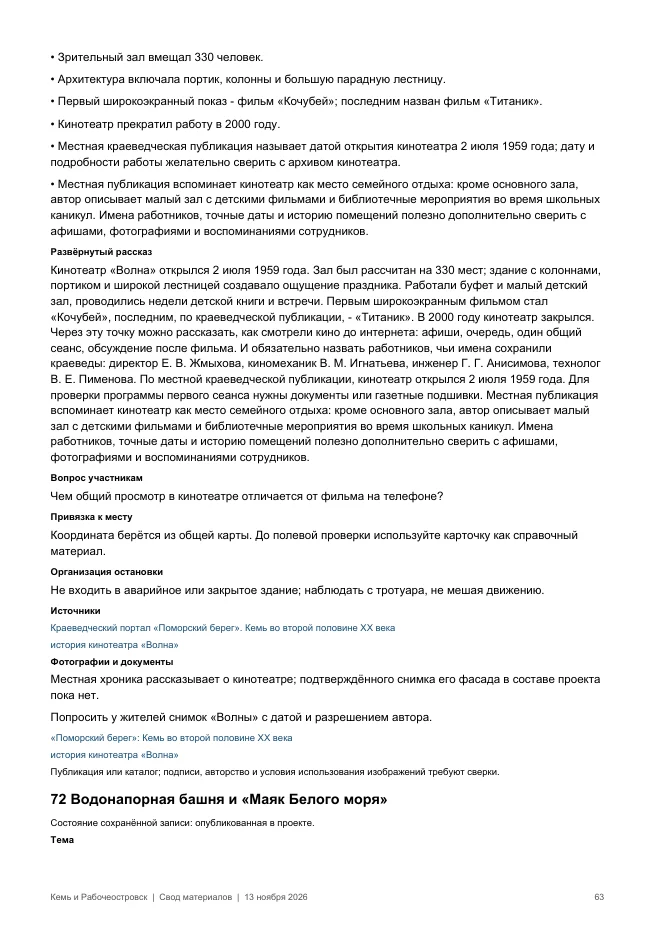 • Зрительный зал вмещал 330 человек.
• Архитектура включала портик, колонны и большую парадную лестницу.
• Первый широкоэкранный показ - фильм «Кочубей»; последним назван фильм «Титаник».
• Кинотеатр прекратил работу в 2000 году.
• Местная краеведческая публикация называет датой открытия кинотеатра 2 июля 1959 года; дату и
подробности работы желательно сверить с архивом кинотеатра.
• Местная публикация вспоминает кинотеатр как место семейного отдыха: кроме основного зала,
автор описывает малый зал с детскими фильмами и библиотечные мероприятия во время школьных
каникул. Имена работников, точные даты и историю помещений полезно дополнительно сверить с
афишами, фотографиями и воспоминаниями сотрудников.
Развёрнутый рассказ
Кинотеатр «Волна» открылся 2 июля 1959 года. Зал был рассчитан на 330 мест; здание с колоннами,
портиком и широкой лестницей создавало ощущение праздника. Работали буфет и малый детский
зал, проводились недели детской книги и встречи. Первым широкоэкранным фильмом стал
«Кочубей», последним, по краеведческой публикации, - «Титаник». В 2000 году кинотеатр закрылся.
Через эту точку можно рассказать, как смотрели кино до интернета: афиши, очередь, один общий
сеанс, обсуждение после фильма. И обязательно назвать работников, чьи имена сохранили
краеведы: директор Е. В. Жмыхова, киномеханик В. М. Игнатьева, инженер Г. Г. Анисимова, технолог
В. Е. Пименова. По местной краеведческой публикации, кинотеатр открылся 2 июля 1959 года. Для
проверки программы первого сеанса нужны документы или газетные подшивки. Местная публикация
вспоминает кинотеатр как место семейного отдыха: кроме основного зала, автор описывает малый
зал с детскими фильмами и библиотечные мероприятия во время школьных каникул. Имена
работников, точные даты и историю помещений полезно дополнительно сверить с афишами,
фотографиями и воспоминаниями сотрудников.
Вопрос участникам
Чем общий просмотр в кинотеатре отличается от фильма на телефоне?
Привязка к месту
Координата берётся из общей карты. До полевой проверки используйте карточку как справочный
материал.
Организация остановки
Не входить в аварийное или закрытое здание; наблюдать с тротуара, не мешая движению.
Источники
Краеведческий портал «Поморский берег». Кемь во второй половине XX века
история кинотеатра «Волна»
Фотографии и документы
Местная хроника рассказывает о кинотеатре; подтверждённого снимка его фасада в составе проекта
пока нет.
Попросить у жителей снимок «Волны» с датой и разрешением автора.
«Поморский берег»: Кемь во второй половине XX века
история кинотеатра «Волна»
Публикация или каталог; подписи, авторство и условия использования изображений требуют сверки.
72 Водонапорная башня и «Маяк Белого моря»
Состояние сохранённой записи: опубликованная в проекте.
Тема
Кемь и Рабочеостровск | Свод материалов | 13 ноября 2026 63